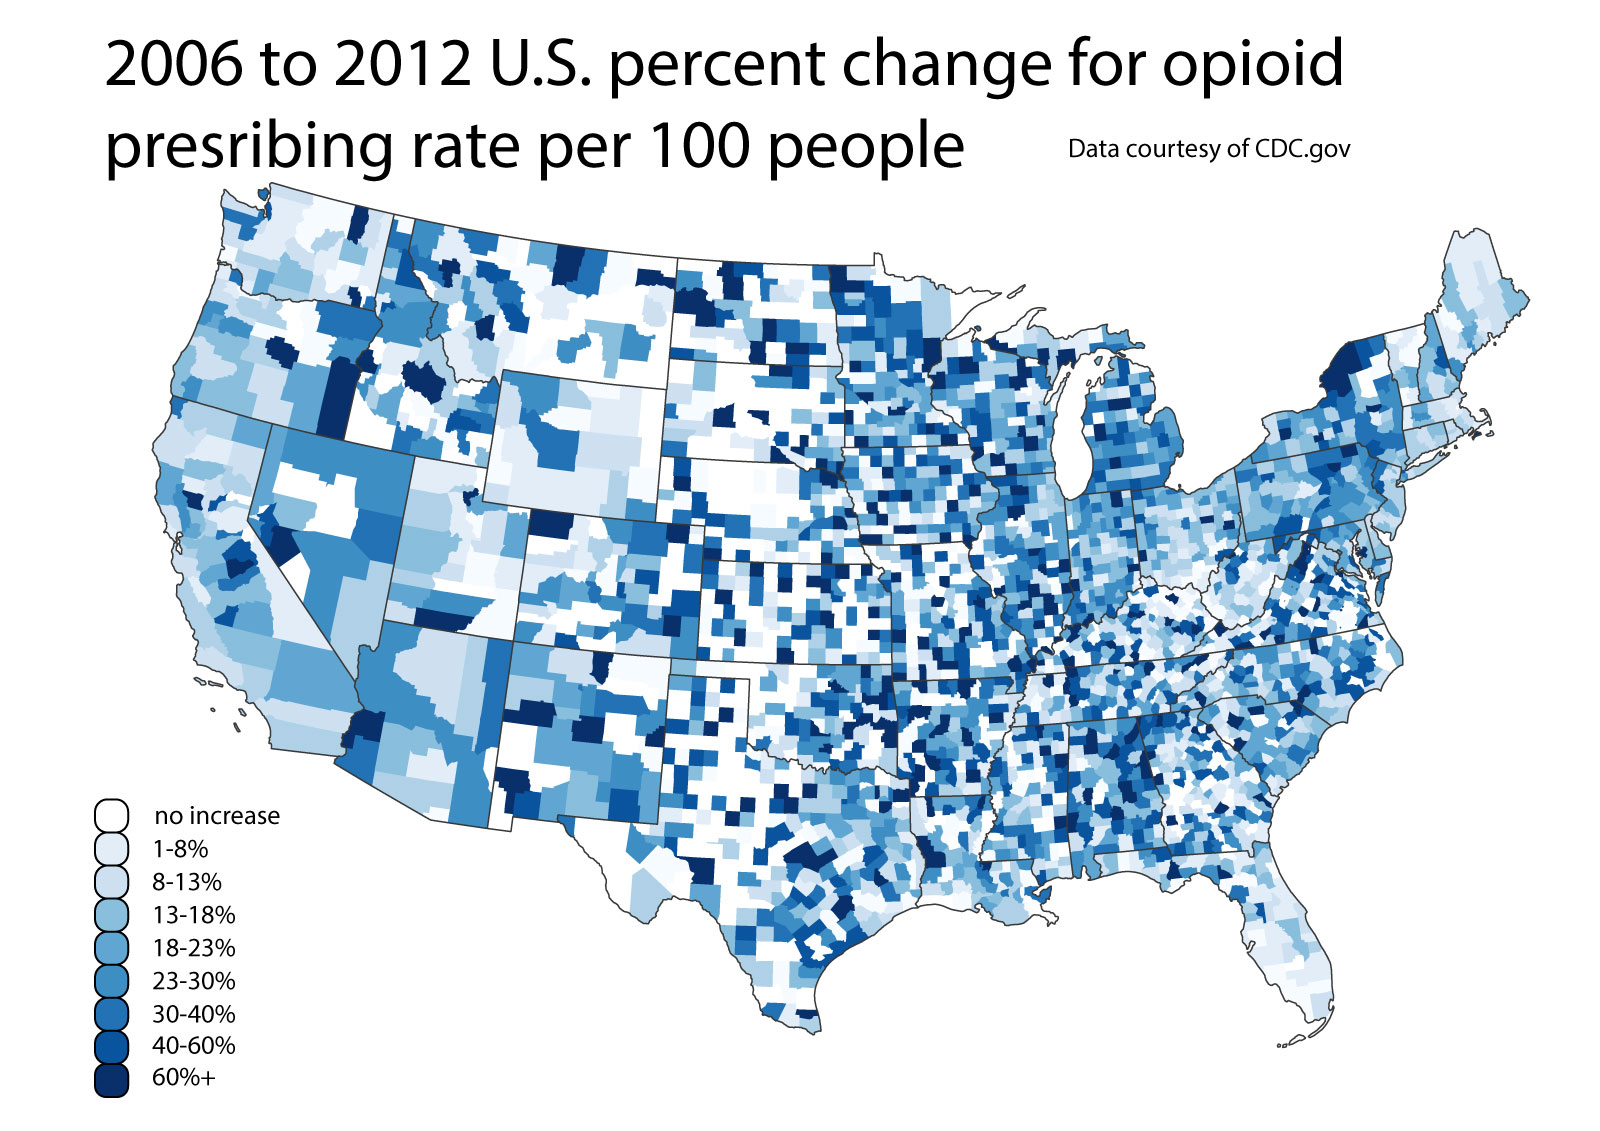 2006 to 2012 U.S. percent change for opioid
presribing rate per 100 people
Data courtesy of CDC.gov
no increase
1-8%
8-13%
13-18%
18-23%
23-30%
30-40%
40-60%
60%+